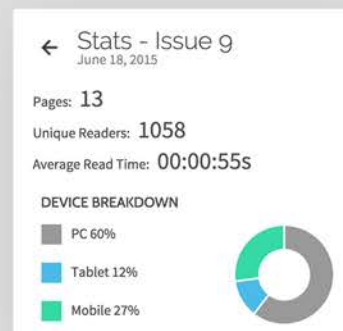 Stats - Issue 9
June 18, 2015
Pages: 13
Unique Readers: 1058
Average Read Time: 00:00:55s
DEVICE BREAKDOWN
PC 60%
Tablet 12%
Mobile 27%